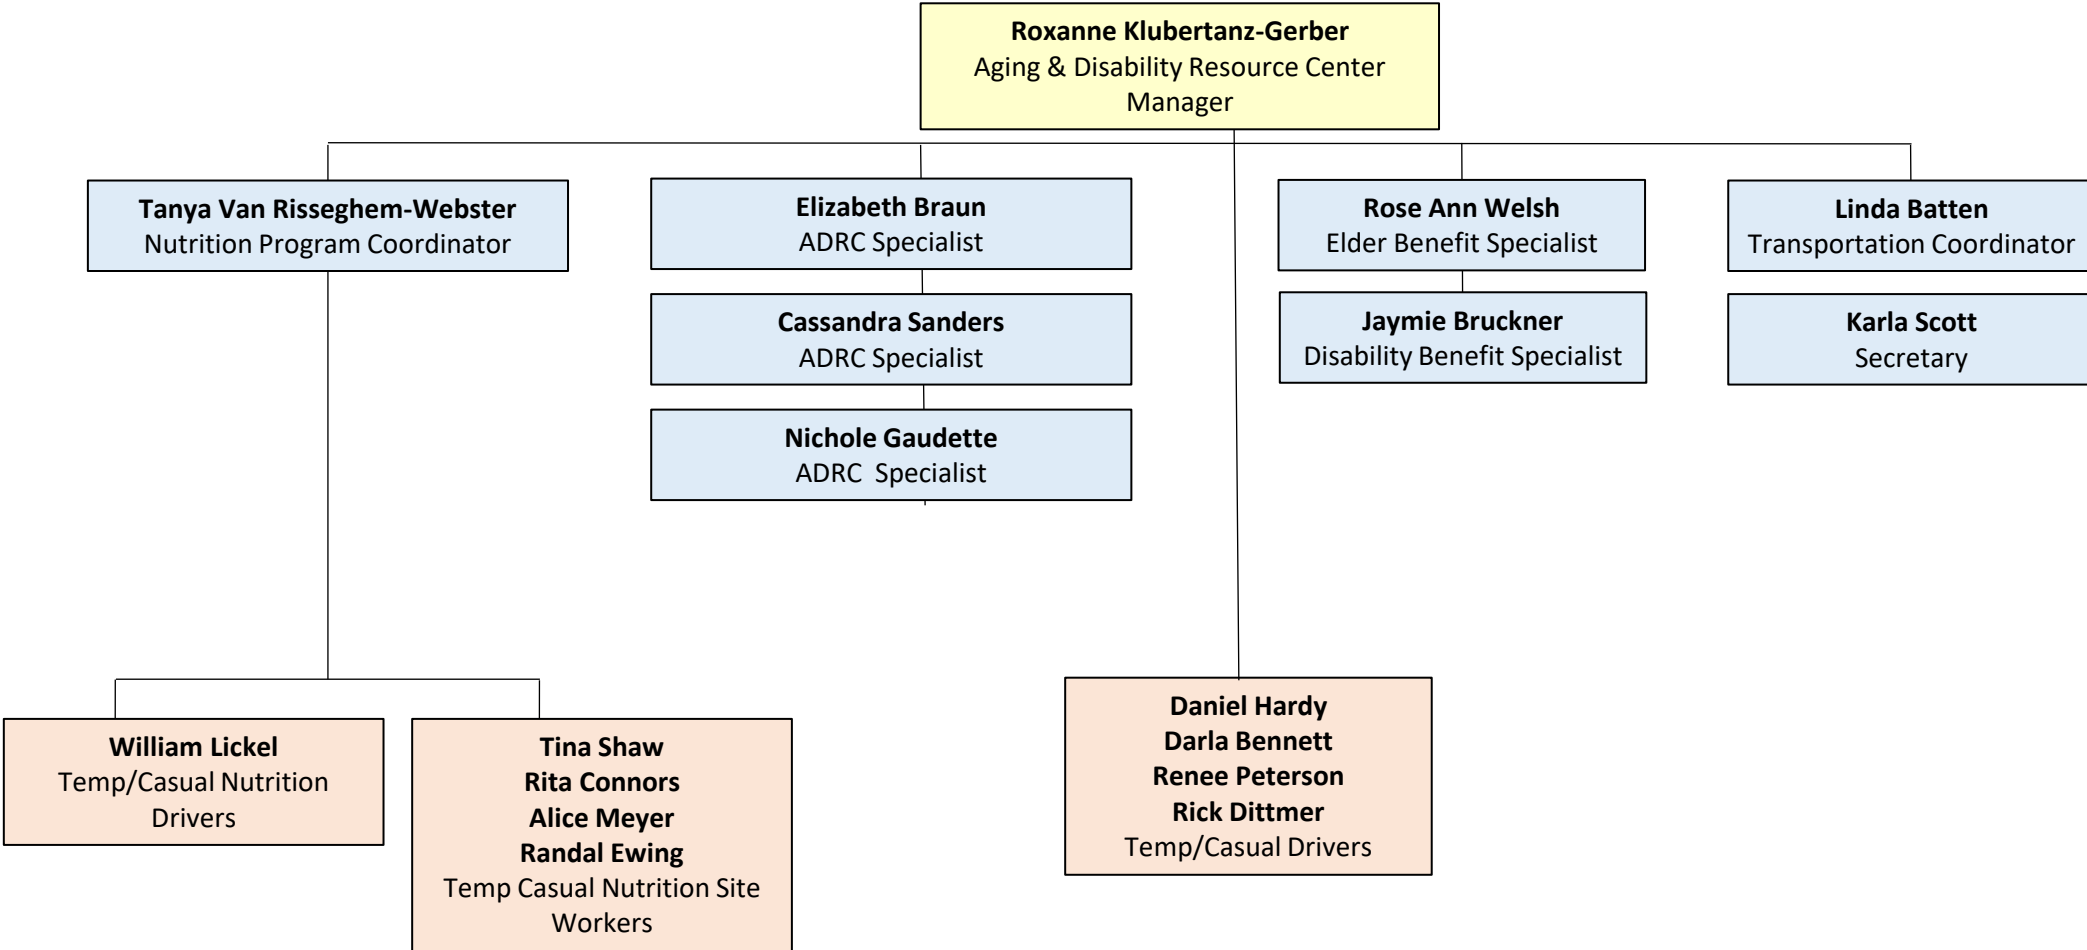 Roxanne Klubertanz-Gerber
Aging & Disability Resource Center
Manager
Tanya Van Risseghem-Webster
Nutrition Program Coordinator
Elizabeth Braun
ADRC Specialist
Cassandra Sanders
ADRC Specialist
Nichole Gaudette
ADRC  Specialist
Rose Ann Welsh
Elder Benefit Specialist
Jaymie Bruckner
Disability Benefit Specialist
Linda Batten
Transportation Coordinator
Karla Scott
Secretary
William Lickel
Temp/Casual Nutrition
Drivers
Tina Shaw
Rita Connors
Alice Meyer
Randal Ewing
Temp Casual Nutrition Site
Workers
Daniel Hardy
Darla Bennett
Renee Peterson
Rick Dittmer
Temp/Casual Drivers